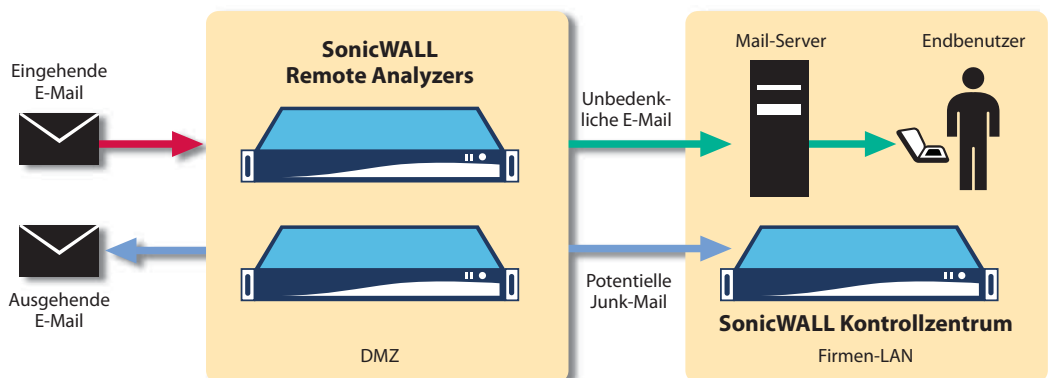 Eingehende
E-Mail
Ausgehende
E-Mail
SonicWALL
Remote Analyzers
DMZ
Unbedenk-
liche E-Mail
Potentielle
Junk-Mail
Mail-Server
Endbenutzer
SonicWALL Kontrollzentrum
Firmen-LAN